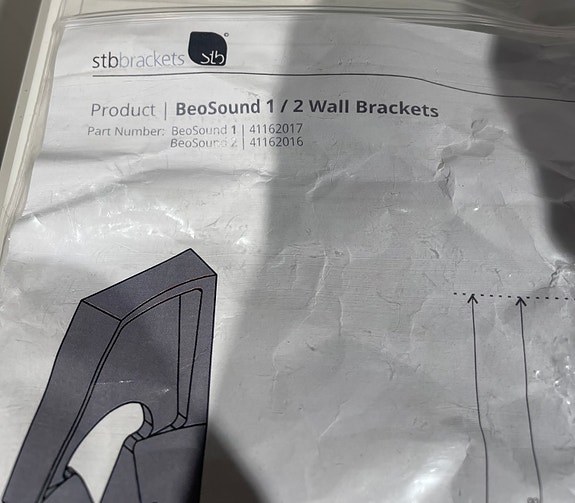 stbbrackets stb
Product | BeoSound 1 / 2 Wall Brackets
Part Number: BeoSound 1 | 41162017
BeoSound 2 | 41162016